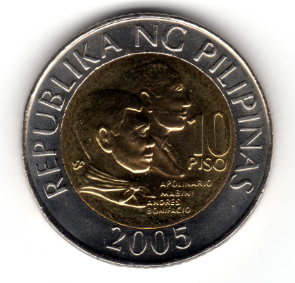 REPUBLIKA NG PILIPINAS
10
PISO
APOLINARIO
MABINI
ANDRES
BONIFACIO
2005